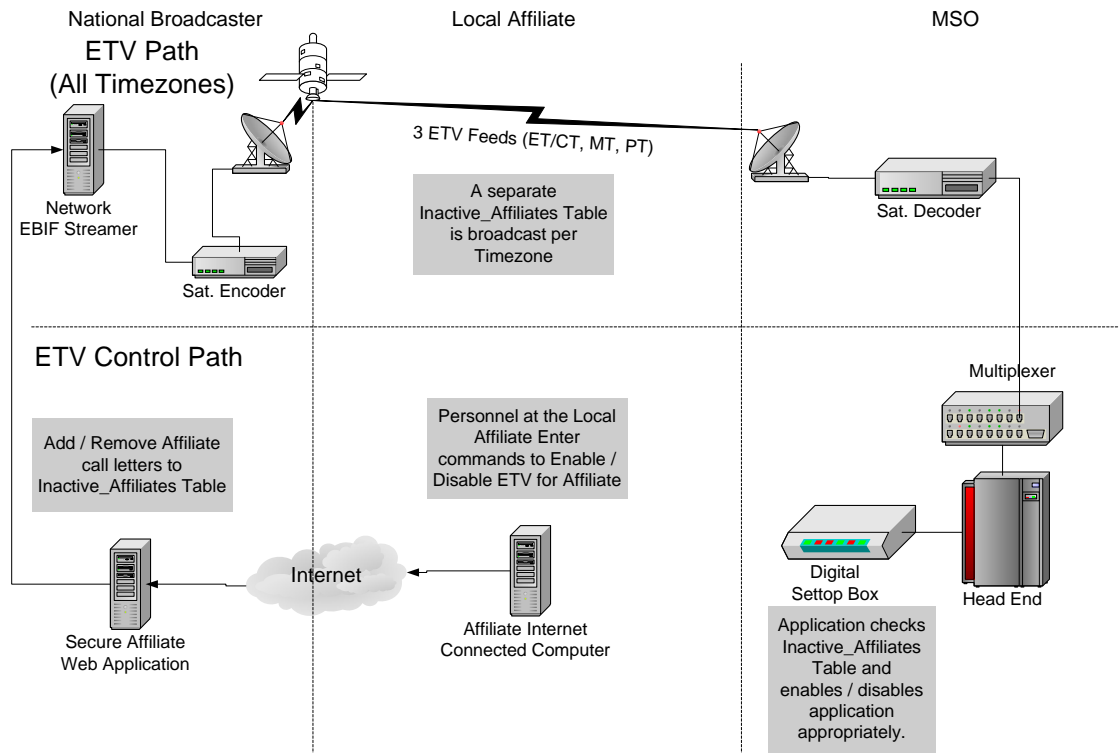 National Broadcaster
Local Affiliate
MSO
ETV Path
(All Timezones)
3 ETV Feeds (ET/CT, MT, PT)
Network
EBIF Streamer
Sat. Encoder
A separate
Inactive_Affiliates Table
is broadcast per
Timezone
Sat. Decoder
ETV Control Path
Multiplexer
Add / Remove Affiliate
call letters to
Inactive_Affiliates Table
Personnel at the Local
Affiliate Enter
commands to Enable /
Disable ETV for Affiliate
Internet
Secure Affiliate
Web Application
Affiliate Internet
Connected Computer
Digital
Settop Box
Head End
Application checks
Inactive_Affiliates
Table and
enables / disables
application
appropriately.